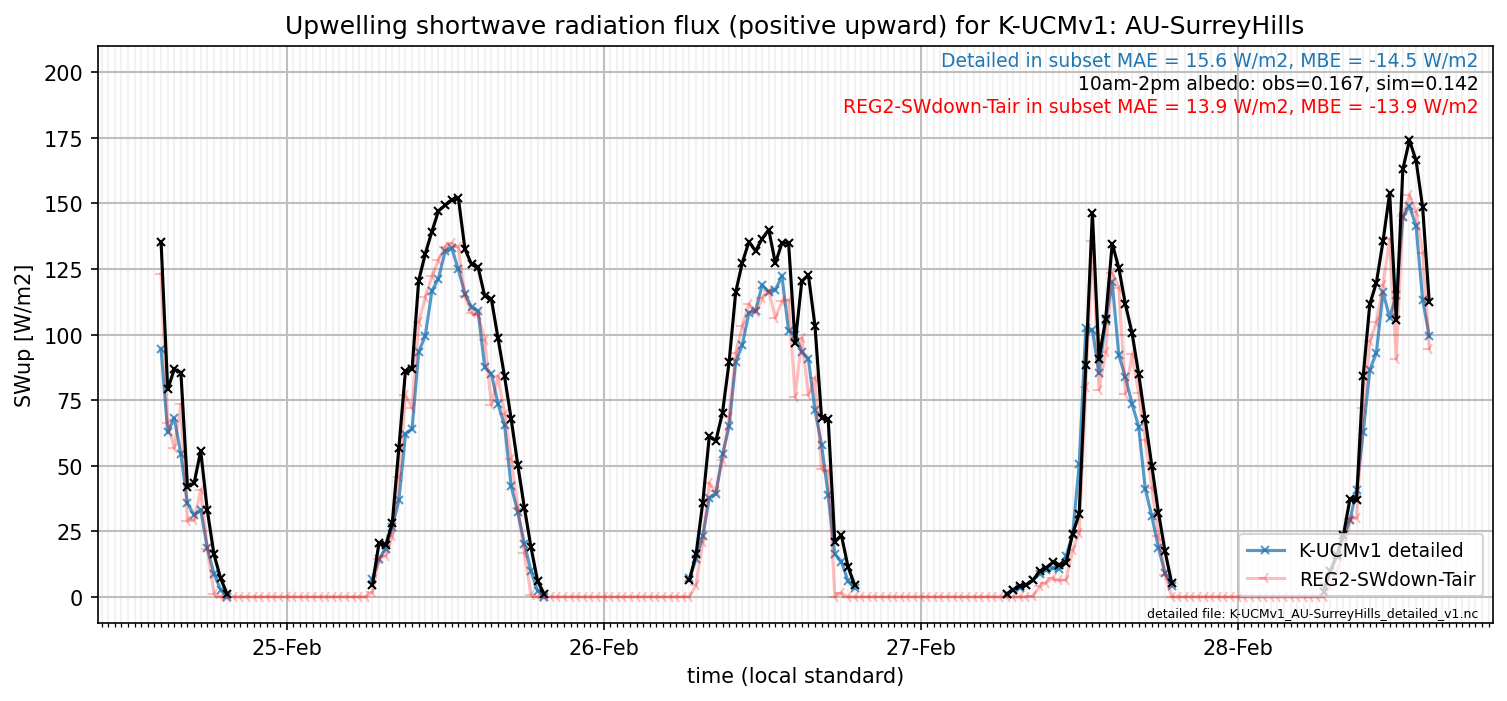 Upwelling shortwave radiation flux (positive upward) for K-UCMv1: AU-SurreyHills
Detailed in subset MAE = 15.6 W/m2, MBE = -14.5 W/m2
10am-2pm albedo: obs=0.167, sim=0.142
REG2-SWdown-Tair in subset MAE = 13.9 W/m2, MBE = -13.9 W/m2
200
175
150
125
100
75
50
25
0
SWup [W/m2]
K-UCMv1 detailed
REG2-SWdown-Tair
detailed file: K-UCMv1_AU-SurreyHills_detailed_v1.nc
25-Feb
26-Feb
27-Feb
28-Feb
time (local standard)